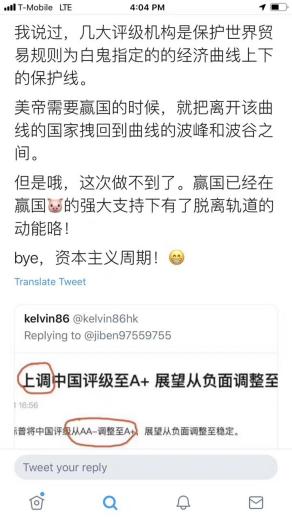 T-Mobile LTE 4:04 PM
我说过，几大评级机构是保护世界贸
易规则为白鬼指定的的经济曲线上下
的保护线。
美帝需要赢国的时候，就把离开该曲
线的国家拽回到曲线的波峰和波谷之
间。
但是哦，这次做不到了。赢国已经在
赢国🐷的强大支持下有了脱离轨道的
动能咯！
bye，资本主义周期！😁
Translate Tweet
kelvin86 @kelvin86hk
Replying to @jiben97559755
上调中国评级至A+ 展望从负面调整至
16:56
普将中国评级从AA-调整至A+，展望从负面调整至稳定。
Tweet your reply